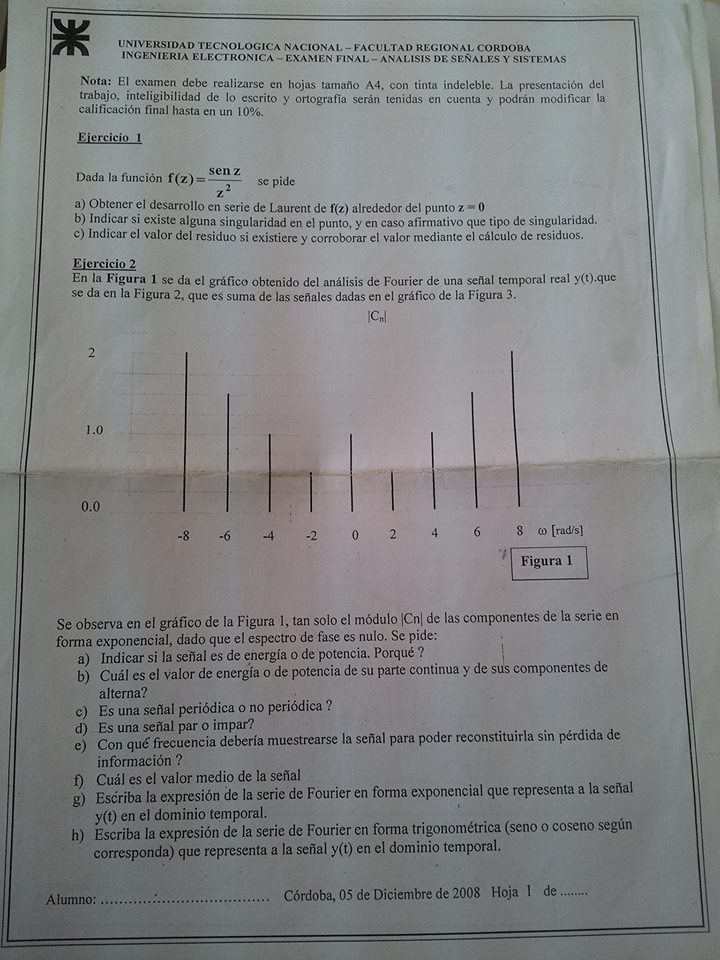 UNIVERSIDAD TECNOLOGICA NACIONAL – FACULTAD REGIONAL CORDOBA
INGENIERIA ELECTRONICA – EXAMEN FINAL – ANALISIS DE SEÑALES Y SISTEMAS
Nota: El examen debe realizarse en hojas tamaño A4, con tinta indeleble. La presentación del
trabajo, inteligibilidad de lo escrito y ortografía serán tenidas en cuenta y podrán modificar la
calificación final hasta en un 10%.
Ejercicio 1
Dada la función f(z)= sen z / z² se pide
a) Obtener el desarrollo en serie de Laurent de f(z) alrededor del punto z = 0
b) Indicar si existe alguna singularidad en el punto, y en caso afirmativo que tipo de singularidad.
c) Indicar el valor del residuo si existiere y corroborar el valor mediante el cálculo de residuos.
Ejercicio 2
En la Figura 1 se da el gráfico obtenido del análisis de Fourier de una señal temporal real y(t).que
se da en la Figura 2, que es suma de las señales dadas en el gráfico de la Figura 3.
|Cn|
2
1.0
0.0
-8 -6 -4 -2 0 2 4 6 8 ω [rad/s]
Figura 1
Se observa en el gráfico de la Figura 1, tan solo el módulo |Cn| de las componentes de la serie en
forma exponencial, dado que el espectro de fase es nulo. Se pide:
a) Indicar si la señal es de energía o de potencia. Porqué ?
b) Cuál es el valor de energía o de potencia de su parte continua y de sus componentes de
alterna?
c) Es una señal periódica o no periódica ?
d) Es una señal par o impar?
e) Con qué frecuencia debería muestrearse la señal para poder reconstituirla sin pérdida de
información ?
f) Cuál es el valor medio de la señal
g) Escriba la expresión de la serie de Fourier en forma exponencial que representa a la señal
y(t) en el dominio temporal.
h) Escriba la expresión de la serie de Fourier en forma trigonométrica (seno o coseno según
corresponda) que representa a la señal y(t) en el dominio temporal.
Alumno: ................................... Córdoba, 05 de Diciembre de 2008 Hoja 1 de ........